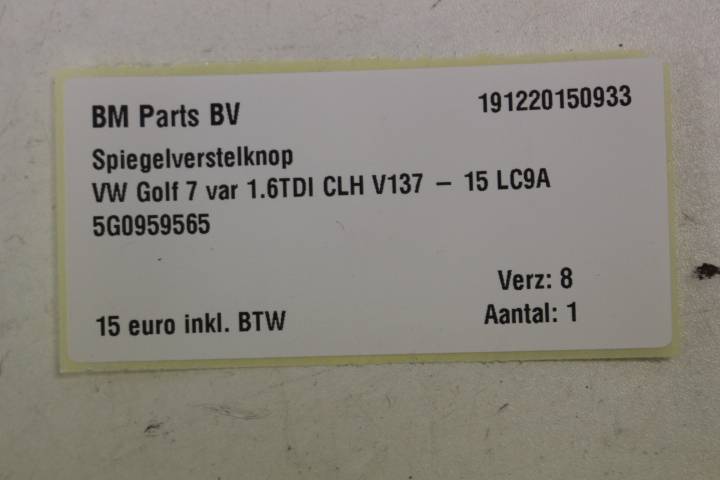 BM Parts BV 191220150933
Spiegelverstelknop
VW Golf 7 var 1.6TDI CLH V137 – 15 LC9A
5G0959565
Verz: 8
15 euro inkl. BTW Aantal: 1